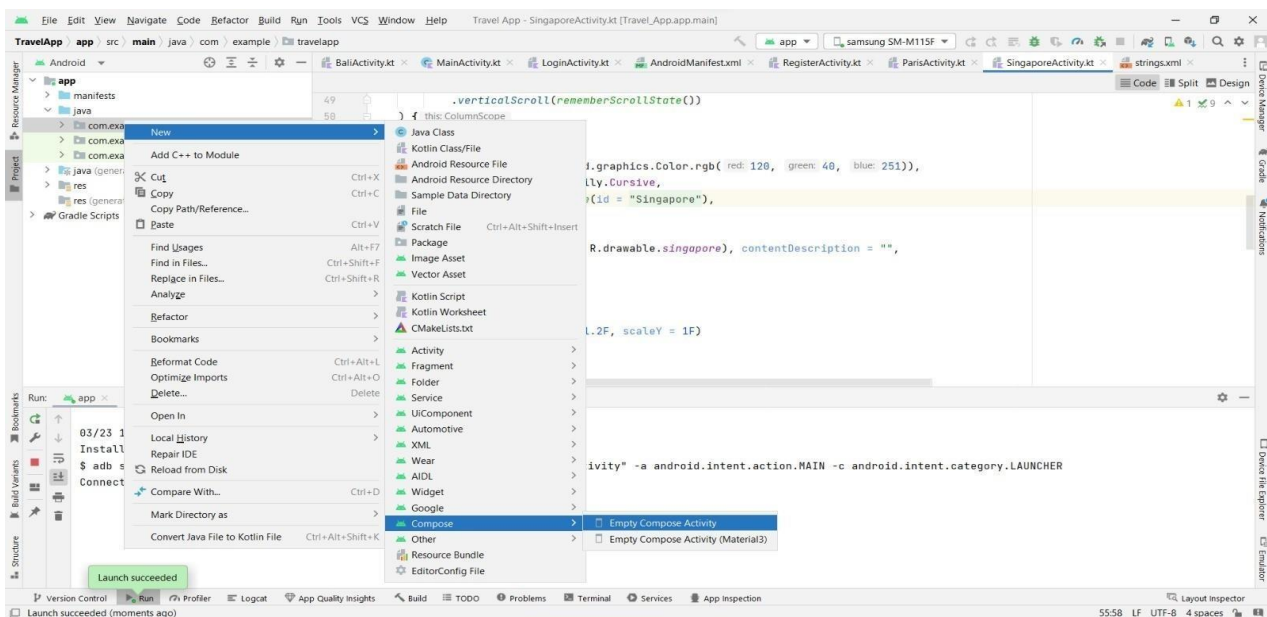 File Edit View Navigate Code Refactor Build Run Tools VCS Window Help Travel App - SingaporeActivity.kt [Travel_App.app.main]
TravelApp app src main java com example travelapp app samsung SM-M115F
Android BaliActivity.kt MainActivity.kt LoginActivity.kt AndroidManifest.xml RegisterActivity.kt ParisActivity.kt SingaporeActivity.kt strings.xml
Code Split Design
1 9
Resource Manager
Project
Bookmarks
Build Variants
Structure
app
manifests
java
com.exa
com.exa
com.exa
java (gener
res
res (genera
Gradle Scripts
New
Add C++ to Module
Cut Ctrl+X
Copy Ctrl+C
Copy Path/Reference...
Paste Ctrl+V
Find Usages Alt+F7
Find in Files... Ctrl+Shift+F
Replace in Files... Ctrl+Shift+R
Analyze
Refactor
Bookmarks
Reformat Code Ctrl+Alt+L
Optimize Imports Ctrl+Alt+O
Delete... Delete
Open In
Local History
Repair IDE
Reload from Disk
Compare With... Ctrl+D
Mark Directory as
Convert Java File to Kotlin File Ctrl+Alt+Shift+K
Java Class
Kotlin Class/File
Android Resource File
Android Resource Directory
Sample Data Directory
File
Scratch File Ctrl+Alt+Shift+Insert
Package
Image Asset
Vector Asset
Kotlin Script
Kotlin Worksheet
CMakeLists.txt
Activity
Fragment
Folder
Service
UiComponent
Automotive
XML
Wear
AIDL
Widget
Google
Compose
Other
Resource Bundle
EditorConfig File
Empty Compose Activity
Empty Compose Activity (Material3)
49 .verticalScroll(rememberScrollState())
50 ) { this: ColumnScope
d.graphics.Color.rgb( red: 120, green: 40, blue: 251)),
ily.Cursive,
(id = "Singapore"),
R.drawable.singapore), contentDescription = "",
1.2F, scaleY = 1F)
Run: app
03/23 1
Install
$ adb s
ivity" -a android.intent.action.MAIN -c android.intent.category.LAUNCHER
Connect
Launch succeeded
Device Manager
Gradle
Notifications
Device File Explorer
Emulator
Version Control Run Profiler Logcat App Quality Insights Build TODO Problems Terminal Services App Inspection Layout Inspector
Launch succeeded (moments ago) 55:58 LF UTF-8 4 spaces